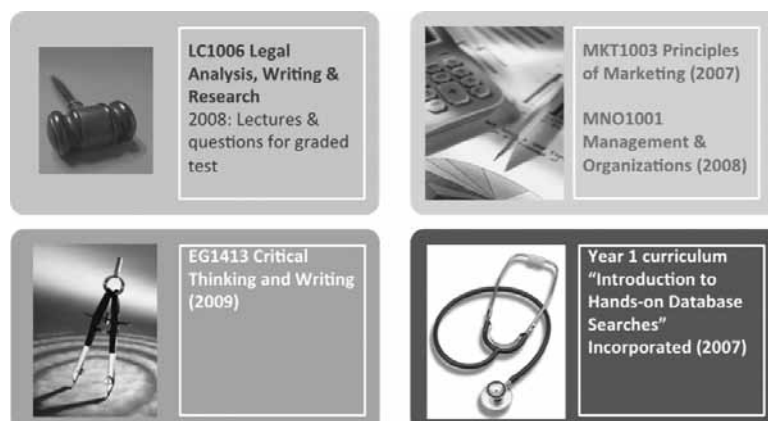 LC1006 Legal
Analysis, Writing &
Research
2008: Lectures &
questions for graded
test
MKT1003 Principles
of Marketing (2007)
MNO1001
Management &
Organizations (2008)
EG1413 Critical
Thinking and Writing
(2009)
Year 1 curriculum
“Introduction to
Hands-on Database
Searches”
Incorporated (2007)